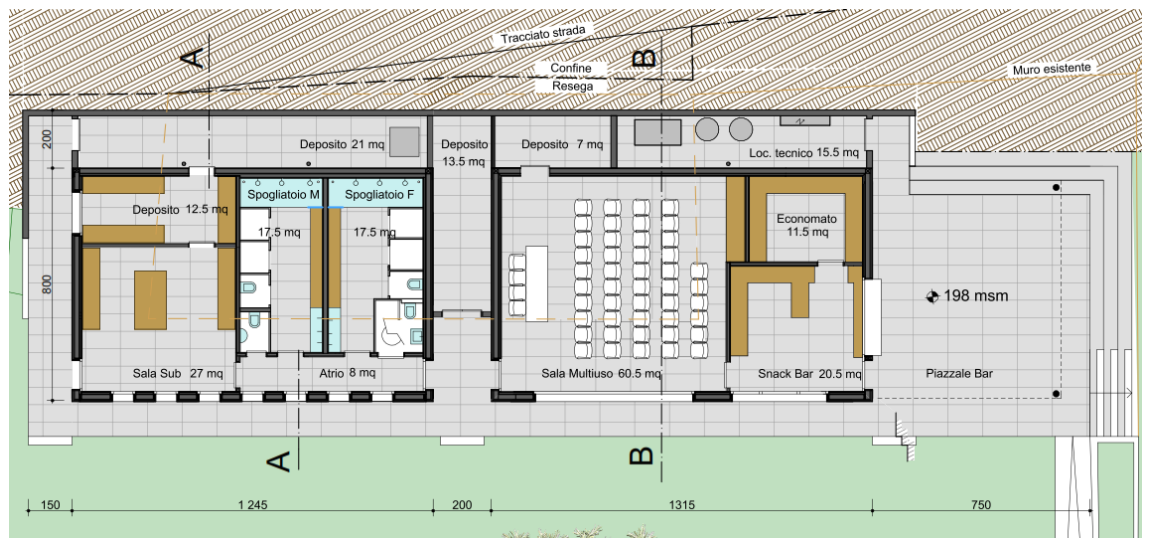 Tracciato strada
A
B
Confine
Resega
Muro esistente
200
Deposito 21 mq
Deposito
13.5 mq
Deposito 7 mq
Loc. tecnico 15.5 mq
Spogliatoio M
Spogliatoio F
Deposito 12.5 mq
17.5 mq
17.5 mq
Economato
11.5 mq
800
198 msm
Sala Sub 27 mq
Atrio 8 mq
Sala Multiuso 60.5 mq
Snack Bar 20.5 mq
Piazzale Bar
A
B
150
1 245
200
1315
750